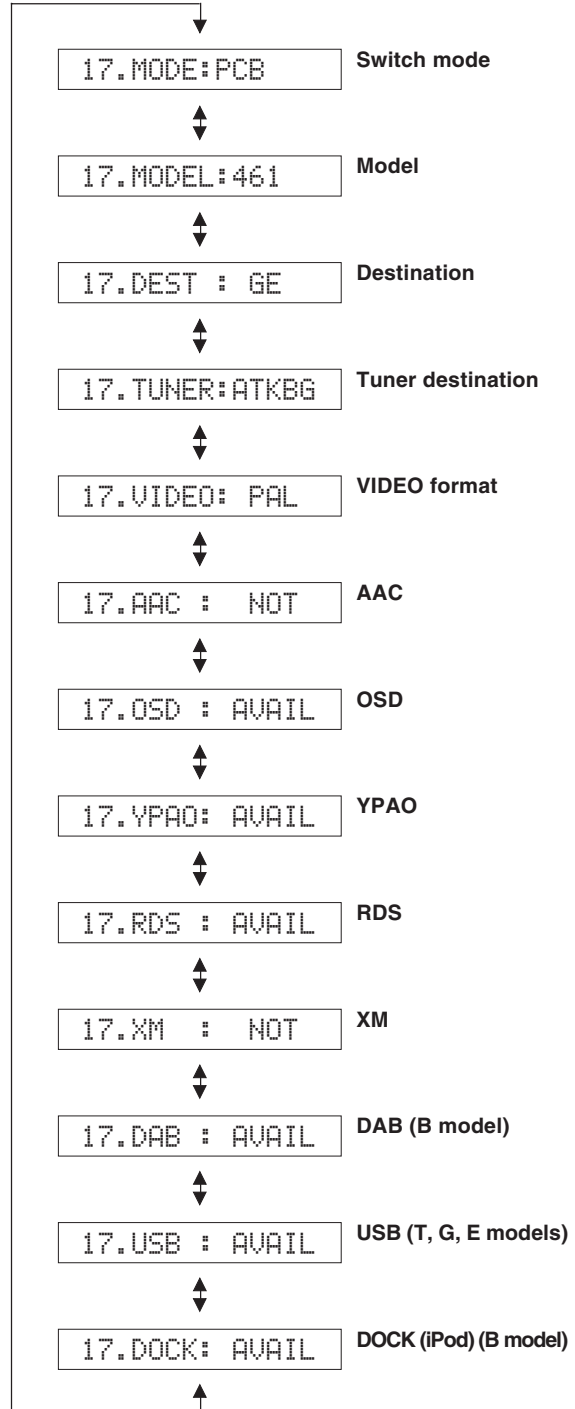 17.MODE:PCB Switch mode
17.MODEL:461 Model
17.DEST : GE Destination
17.TUNER:ATKBG Tuner destination
17.VIDEO: PAL VIDEO format
17.AAC : NOT AAC
17.OSD : AVAIL OSD
17.YPAO: AVAIL YPAO
17.RDS : AVAIL RDS
17.XM : NOT XM
17.DAB : AVAIL DAB (B model)
17.USB : AVAIL USB (T, G, E models)
17.DOCK: AVAIL DOCK (iPod) (B model)